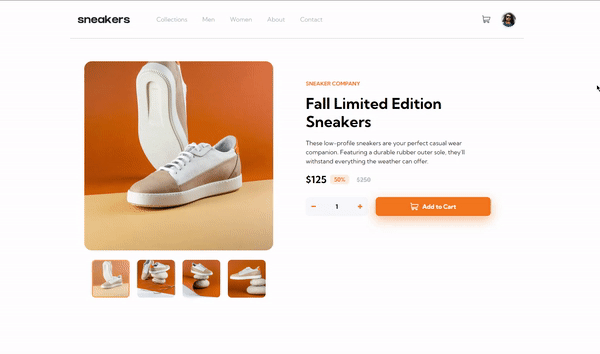 sneakers
Collections Men Women About Contact
SNEAKER COMPANY
Fall Limited Edition
Sneakers
These low-profile sneakers are your perfect casual wear
companion. Featuring a durable rubber outer sole, they'll
withstand everything the weather can offer.
$125 50% $250
− 1 + Add to Cart